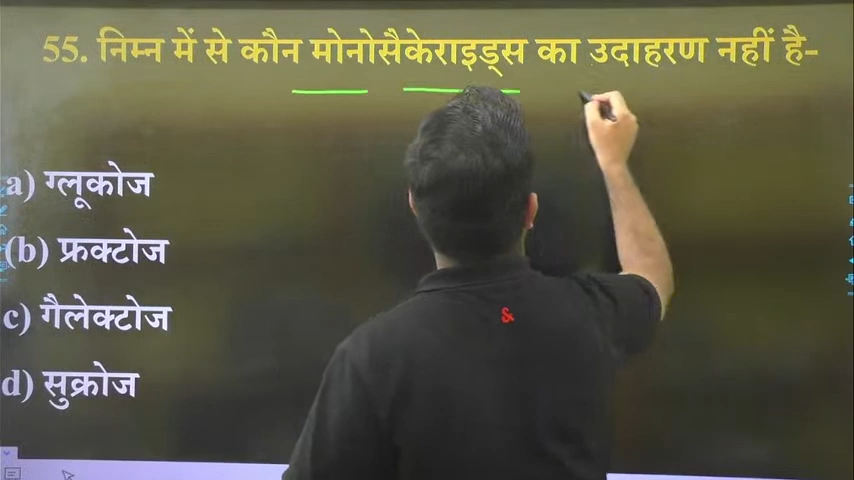 55. निम्न में से कौन मोनोसैकेराइड्स का उदाहरण नहीं है-
a) ग्लूकोज
(b) फ्रक्टोज
c) गैलेक्टोज
d) सुक्रोज
&